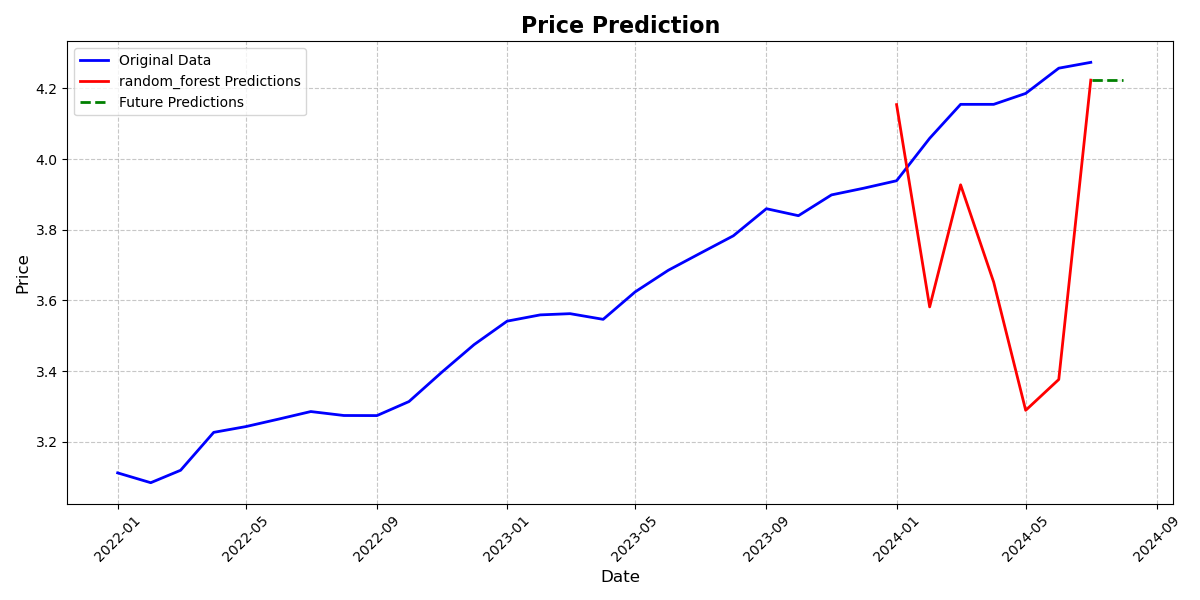 Price Prediction
Original Data
random_forest Predictions
Future Predictions
Price
4.2
4.0
3.8
3.6
3.4
3.2
2022-01
2022-05
2022-09
2023-01
2023-05
2023-09
2024-01
2024-05
2024-09
Date